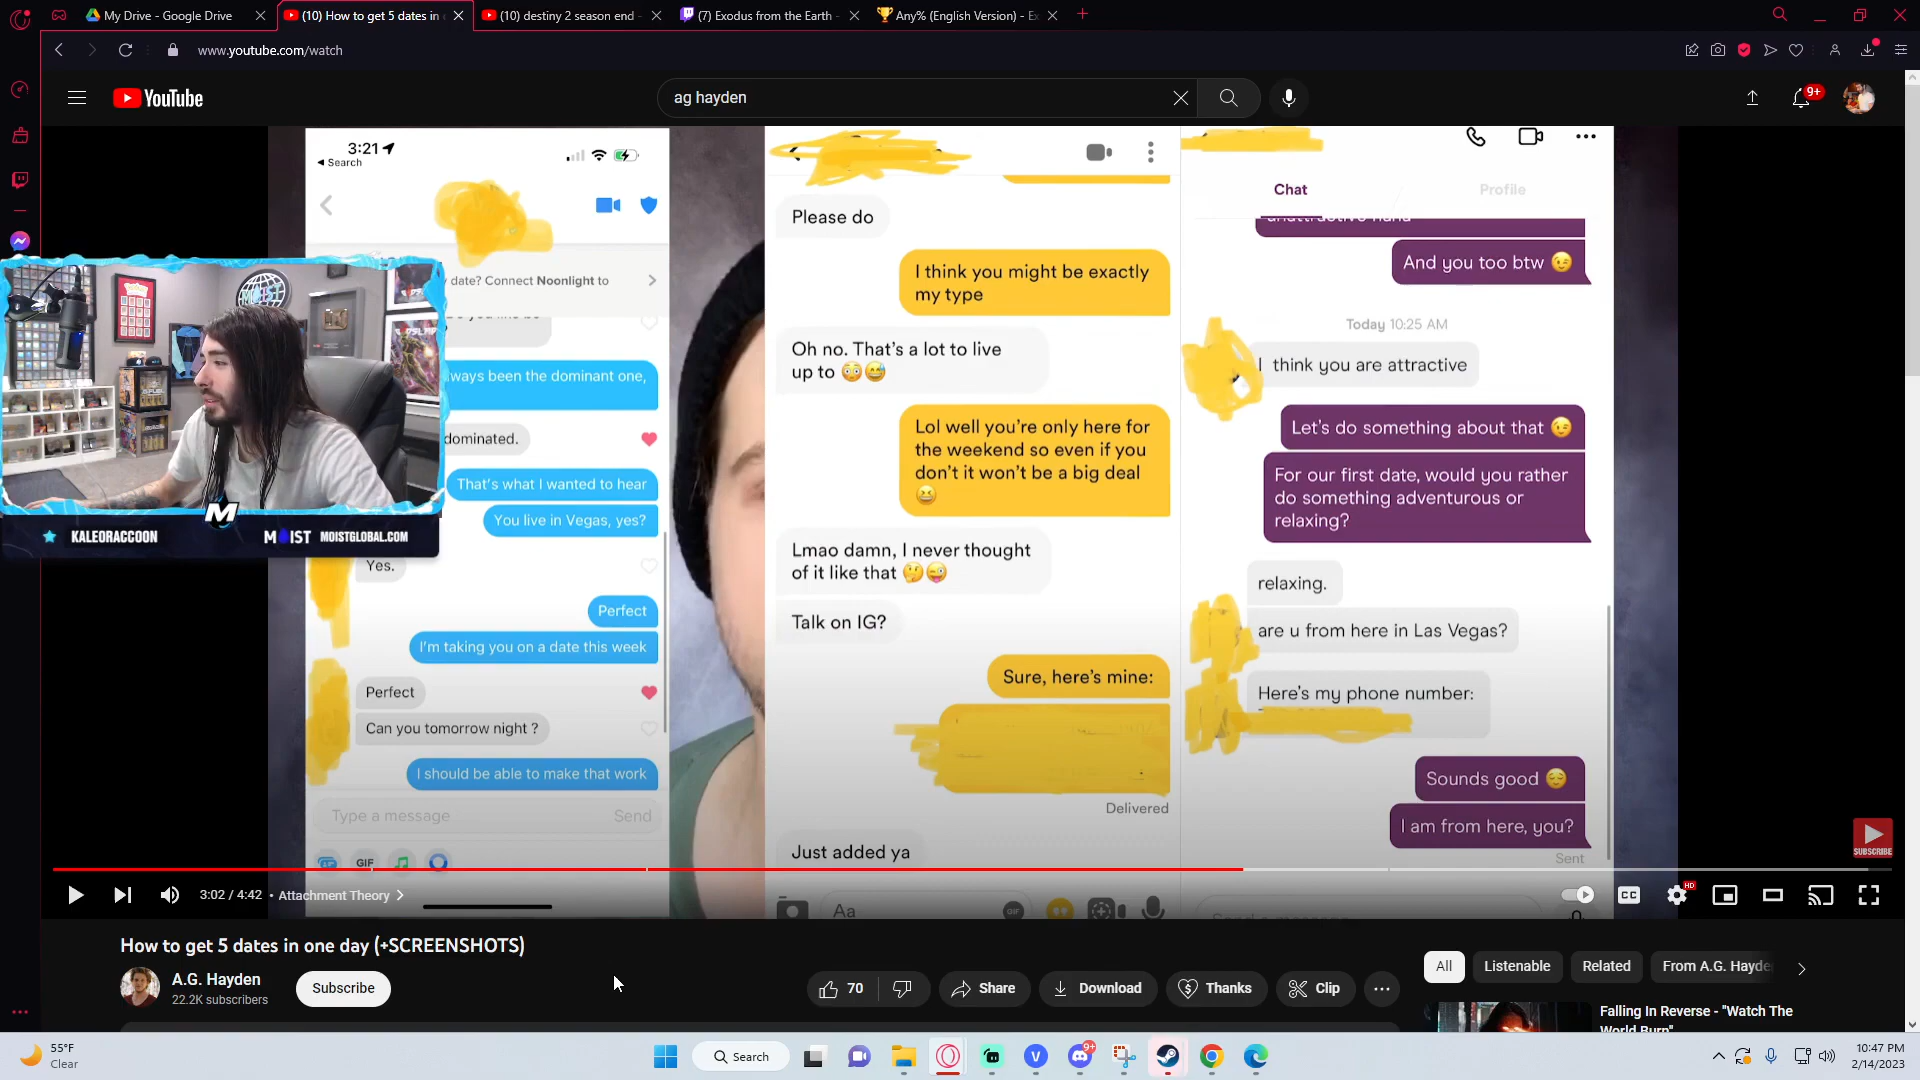 My Drive - Google Drive
(10) How to get 5 dates in
(10) destiny 2 season end -
(7) Exodus from the Earth -
Any% (English Version) - Ex
www.youtube.com/watch
YouTube
ag hayden
9+
3:21
Search
date? Connect Noonlight to
lways been the dominant one,
dominated.
That's what I wanted to hear
You live in Vegas, yes?
Yes.
Perfect
I'm taking you on a date this week
Perfect
Can you tomorrow night ?
I should be able to make that work
Type a message
Send
GIF
Please do
I think you might be exactly
my type
Oh no. That's a lot to live
up to 😳😅
Lol well you're only here for
the weekend so even if you
don't it won't be a big deal
😆
Lmao damn, I never thought
of it like that 🤔😜
Talk on IG?
Sure, here's mine:
Delivered
Just added ya
Aa
GIF
Chat
Profile
And you too btw 😉
Today 10:25 AM
I think you are attractive
Let's do something about that 😉
For our first date, would you rather
do something adventurous or
relaxing?
relaxing.
are u from here in Las Vegas?
Here's my phone number:
Sounds good 😌
I am from here, you?
Sent
MOIST
M
KALEORACCOON
MOIST
MOISTGLOBAL.COM
SUBSCRIBE
3:02 / 4:42 • Attachment Theory
CC
HD
How to get 5 dates in one day (+SCREENSHOTS)
A.G. Hayden
22.2K subscribers
Subscribe
70
Share
Download
Thanks
Clip
All
Listenable
Related
From A.G. Hayde
Falling In Reverse - "Watch The
World Burn"
55°F
Clear
Search
9+
10:47 PM
2/14/2023